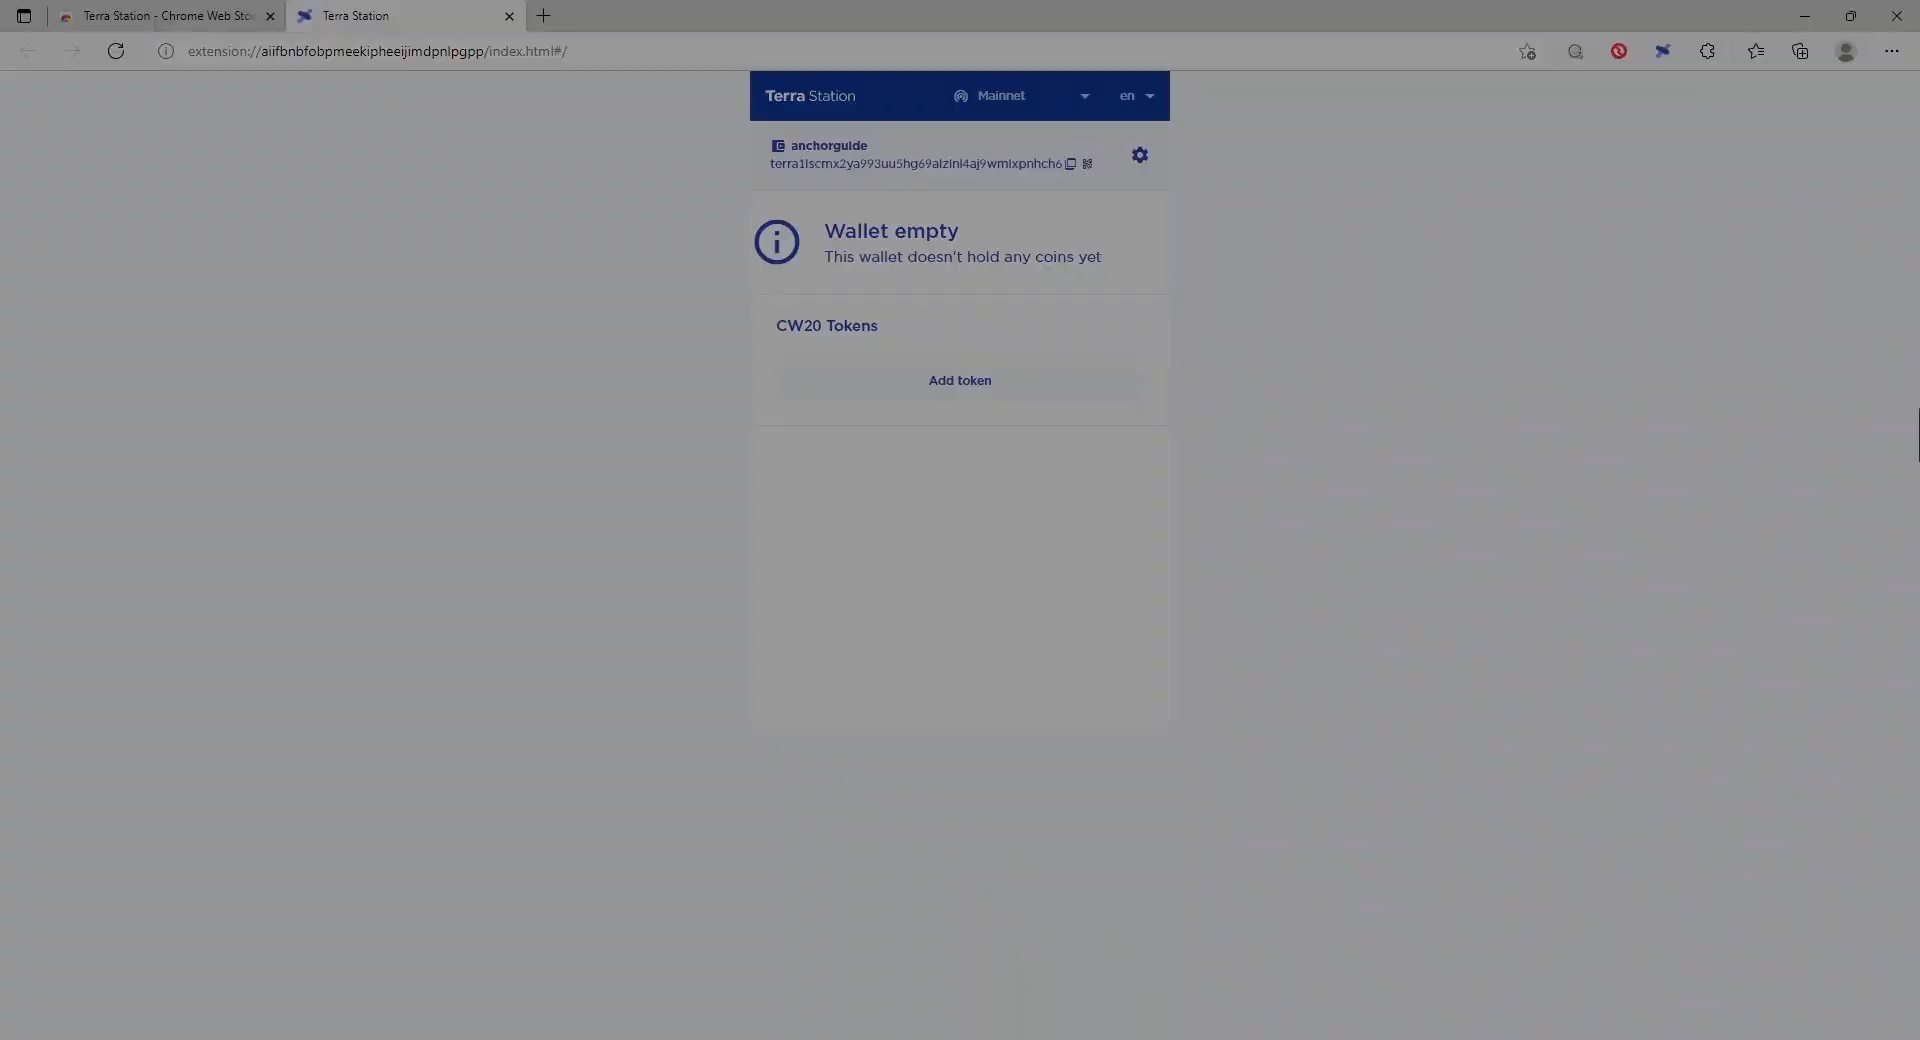 Terra Station - Chrome Web Sto
Terra Station
extension://aiifbnbfobpmeekipheeijimdpnlpgpp/index.html#/
Terra Station
Mainnet
en
anchorguide
Wallet empty
This wallet doesn't hold any coins yet
CW20 Tokens
Add token